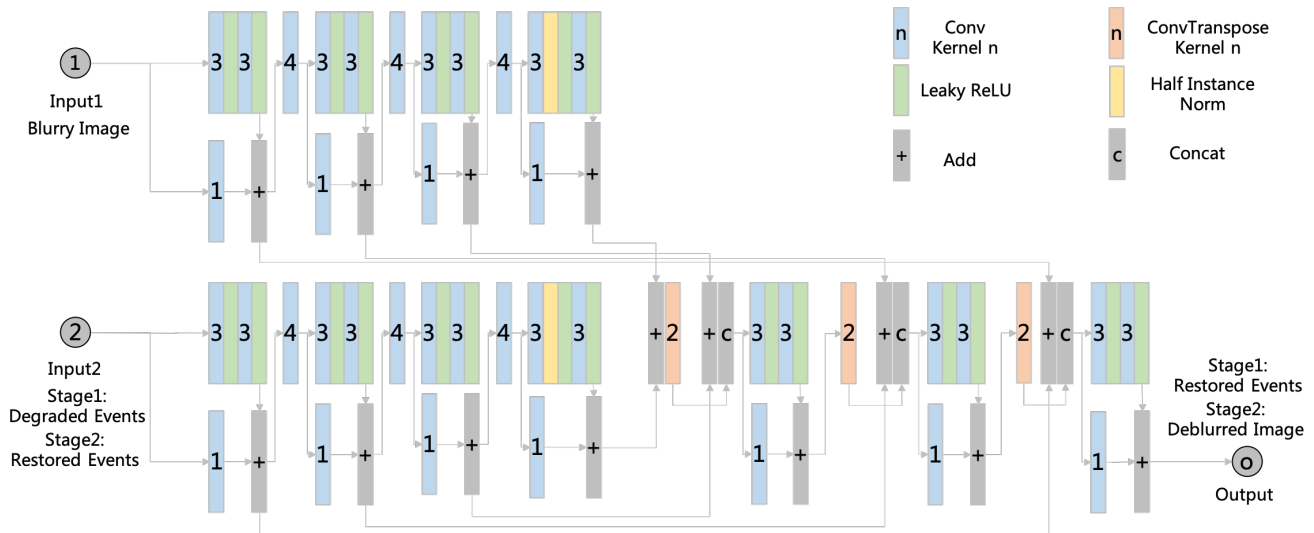 3 3 4 3 3 4 3 3 4 3 3
1
Input1
Blurry Image
1 + 1 + 1 + 1 +
n Conv
Kernel n
n ConvTranspose
Kernel n
Leaky ReLU
Half Instance
Norm
+ Add
c Concat
3 3 4 3 3 4 3 3 4 3 3 + 2 + c 3 3 2 + c 3 3 2 + c 3 3
2
Input2
Stage1:
Degraded Events
Stage2:
Restored Events
1 + 1 + 1 + 1 + 1 + 1 + 1 +
Stage1:
Restored Events
Stage2:
Deblurred Image
o
Output